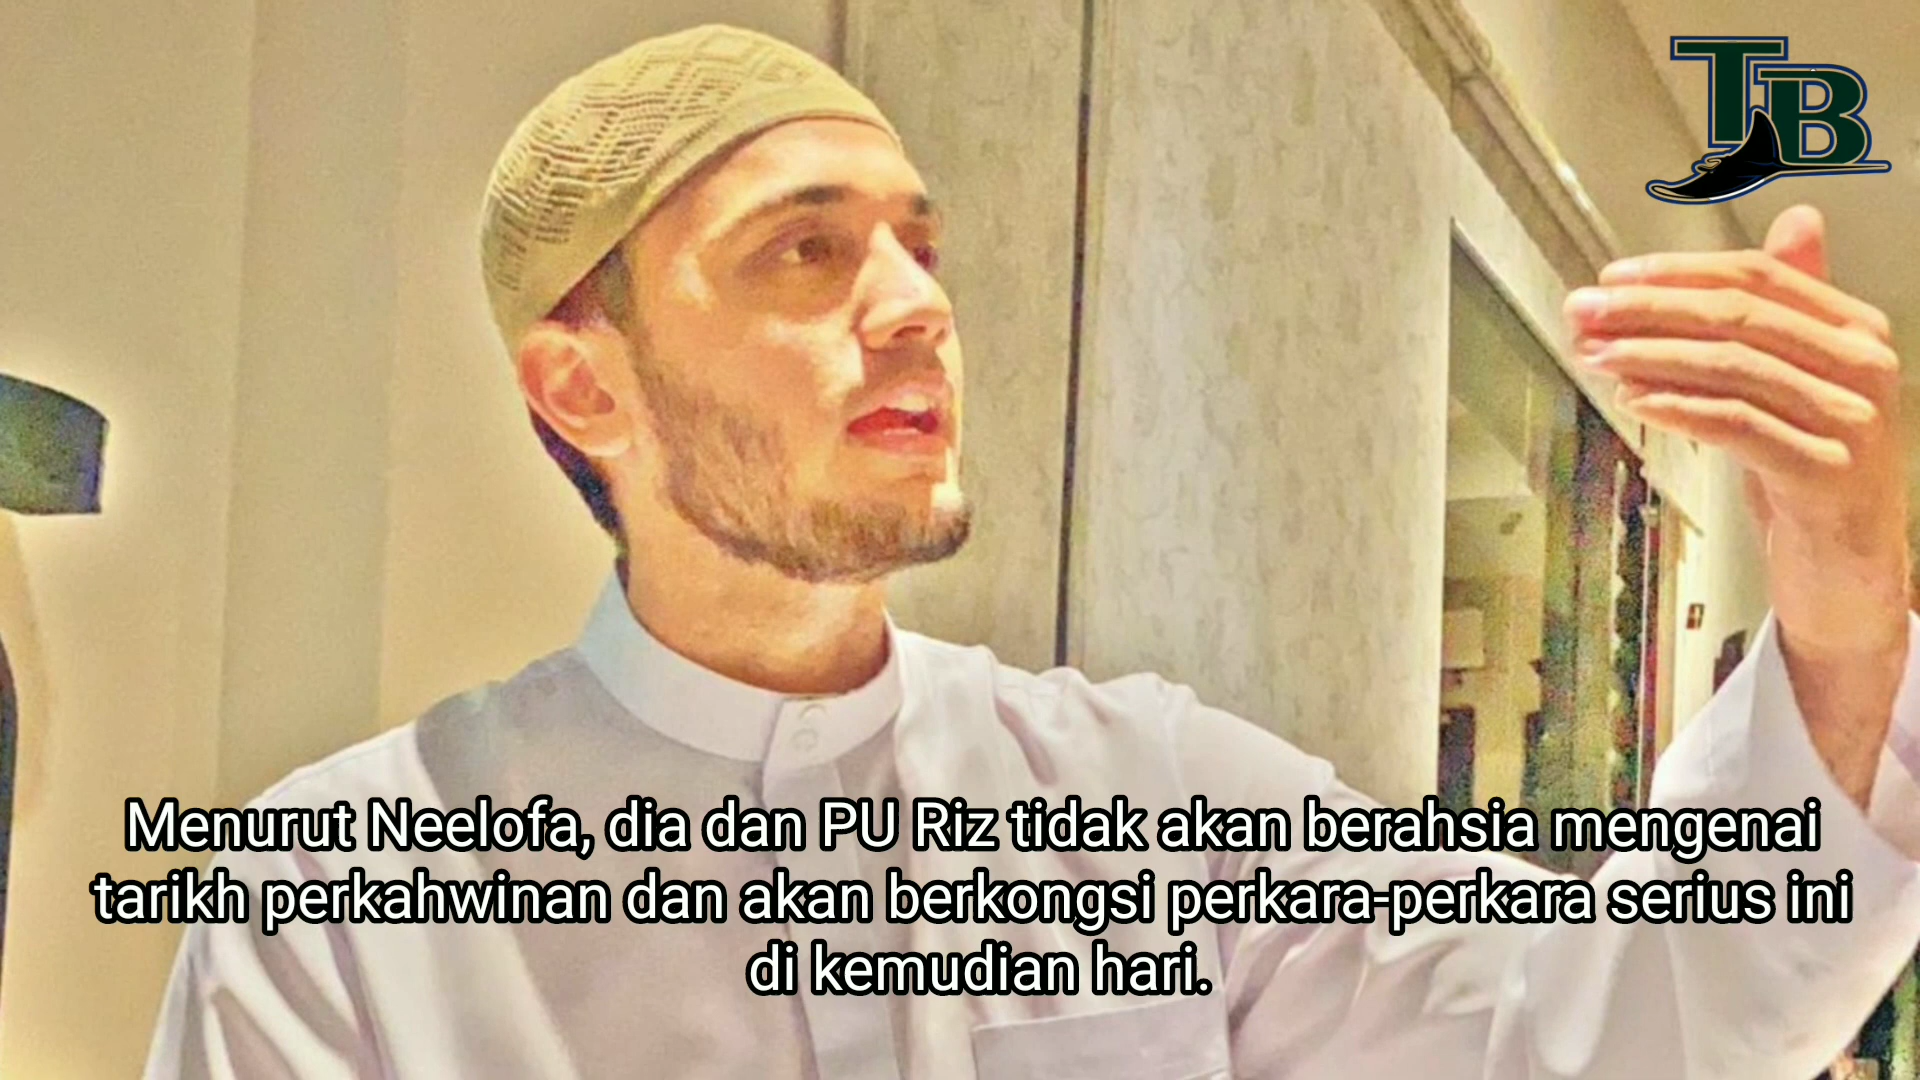 TB
Menurut Neelofa, dia dan PU Riz tidak akan berahsia mengenai
tarikh perkahwinan dan akan berkongsi perkara-perkara serius ini
di kemudian hari.